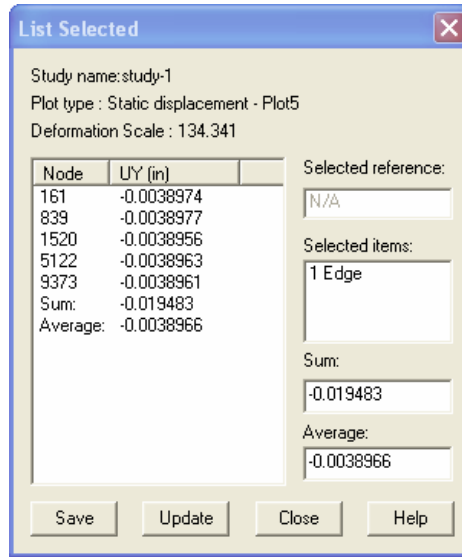 List Selected
Study name:study-1
Plot type : Static displacement - Plot5
Deformation Scale : 134.341
Node UY (in)
161 -0.0038974
839 -0.0038977
1520 -0.0038956
5122 -0.0038963
9373 -0.0038961
Sum: -0.019483
Average: -0.0038966
Selected reference:
N/A
Selected items:
1 Edge
Sum:
-0.019483
Average:
-0.0038966
Save Update Close Help